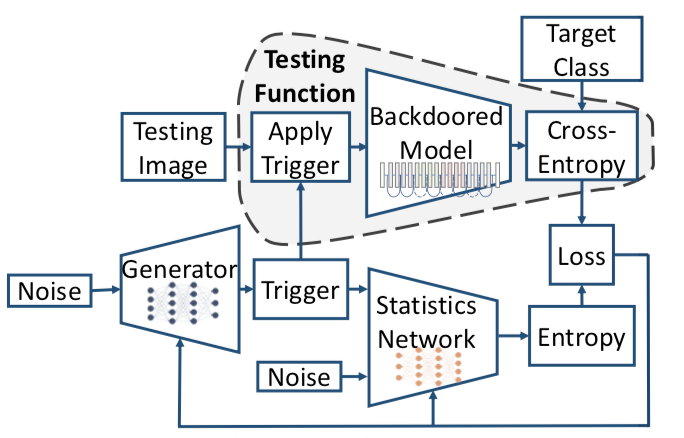 Target
Class
Testing
Function
Testing
Image
Apply
Trigger
Backdoored
Model
Cross-
Entropy
Loss
Generator
Noise
Trigger
Statistics
Network
Noise
Entropy